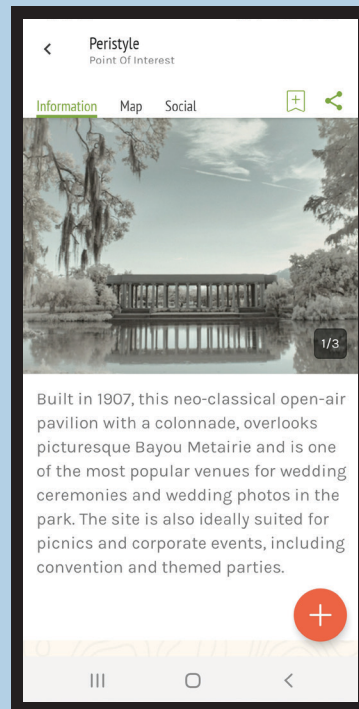 Peristyle
Point Of Interest
Information Map Social
1/3
Built in 1907, this neo-classical open-air
pavilion with a colonnade, overlooks
picturesque Bayou Metairie and is one
of the most popular venues for wedding
ceremonies and wedding photos in the
park. The site is also ideally suited for
picnics and corporate events, including
convention and themed parties.